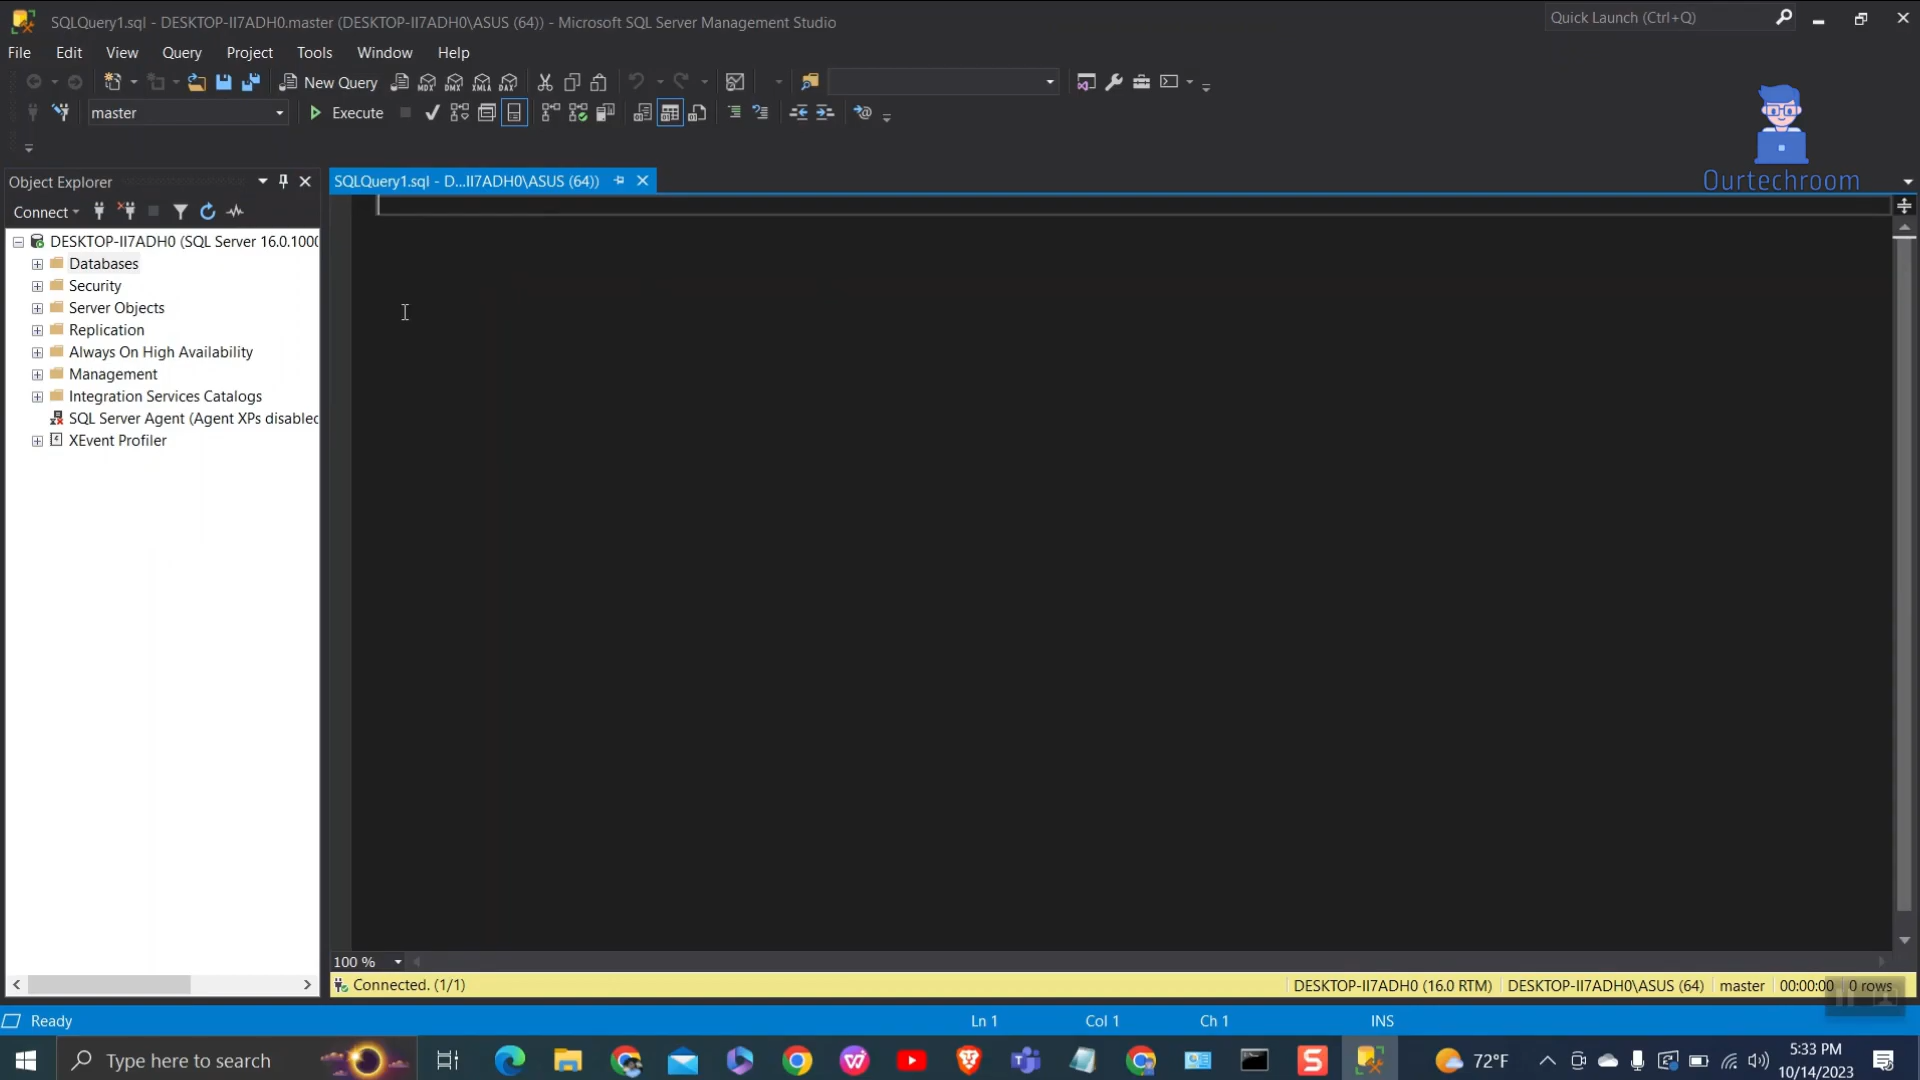 SQLQuery1.sql - DESKTOP-II7ADH0.master (DESKTOP-II7ADH0\ASUS (64)) - Microsoft SQL Server Management Studio
Quick Launch (Ctrl+Q)
File Edit View Query Project Tools Window Help
New Query MDX DMX XMLA DAX
master Execute
Ourtechroom
Object Explorer
SQLQuery1.sql - D...II7ADH0\ASUS (64))
Connect
DESKTOP-II7ADH0 (SQL Server 16.0.100
Databases
Security
Server Objects
Replication
Always On High Availability
Management
Integration Services Catalogs
SQL Server Agent (Agent XPs disabled
XEvent Profiler
100 %
Connected. (1/1) DESKTOP-II7ADH0 (16.0 RTM) DESKTOP-II7ADH0\ASUS (64) master 00:00:00 0 rows
Ready Ln 1 Col 1 Ch 1 INS
Type here to search 72°F 5:33 PM
10/14/2023